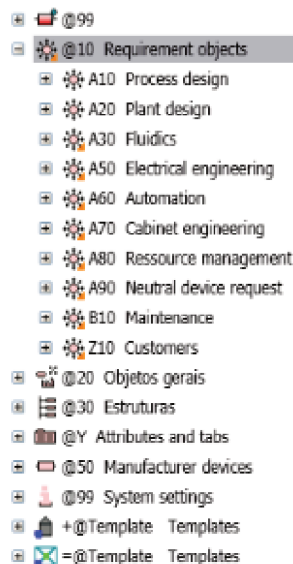 @99
@10 Requirement objects
A10 Process design
A20 Plant design
A30 Fluidics
A50 Electrical engineering
A60 Automation
A70 Cabinet engineering
A80 Ressource management
A90 Neutral device request
B10 Maintenance
Z10 Customers
@20 Objetos gerais
@30 Estruturas
@Y Attributes and tabs
@50 Manufacturer devices
@99 System settings
+@Template Templates
=@Template Templates